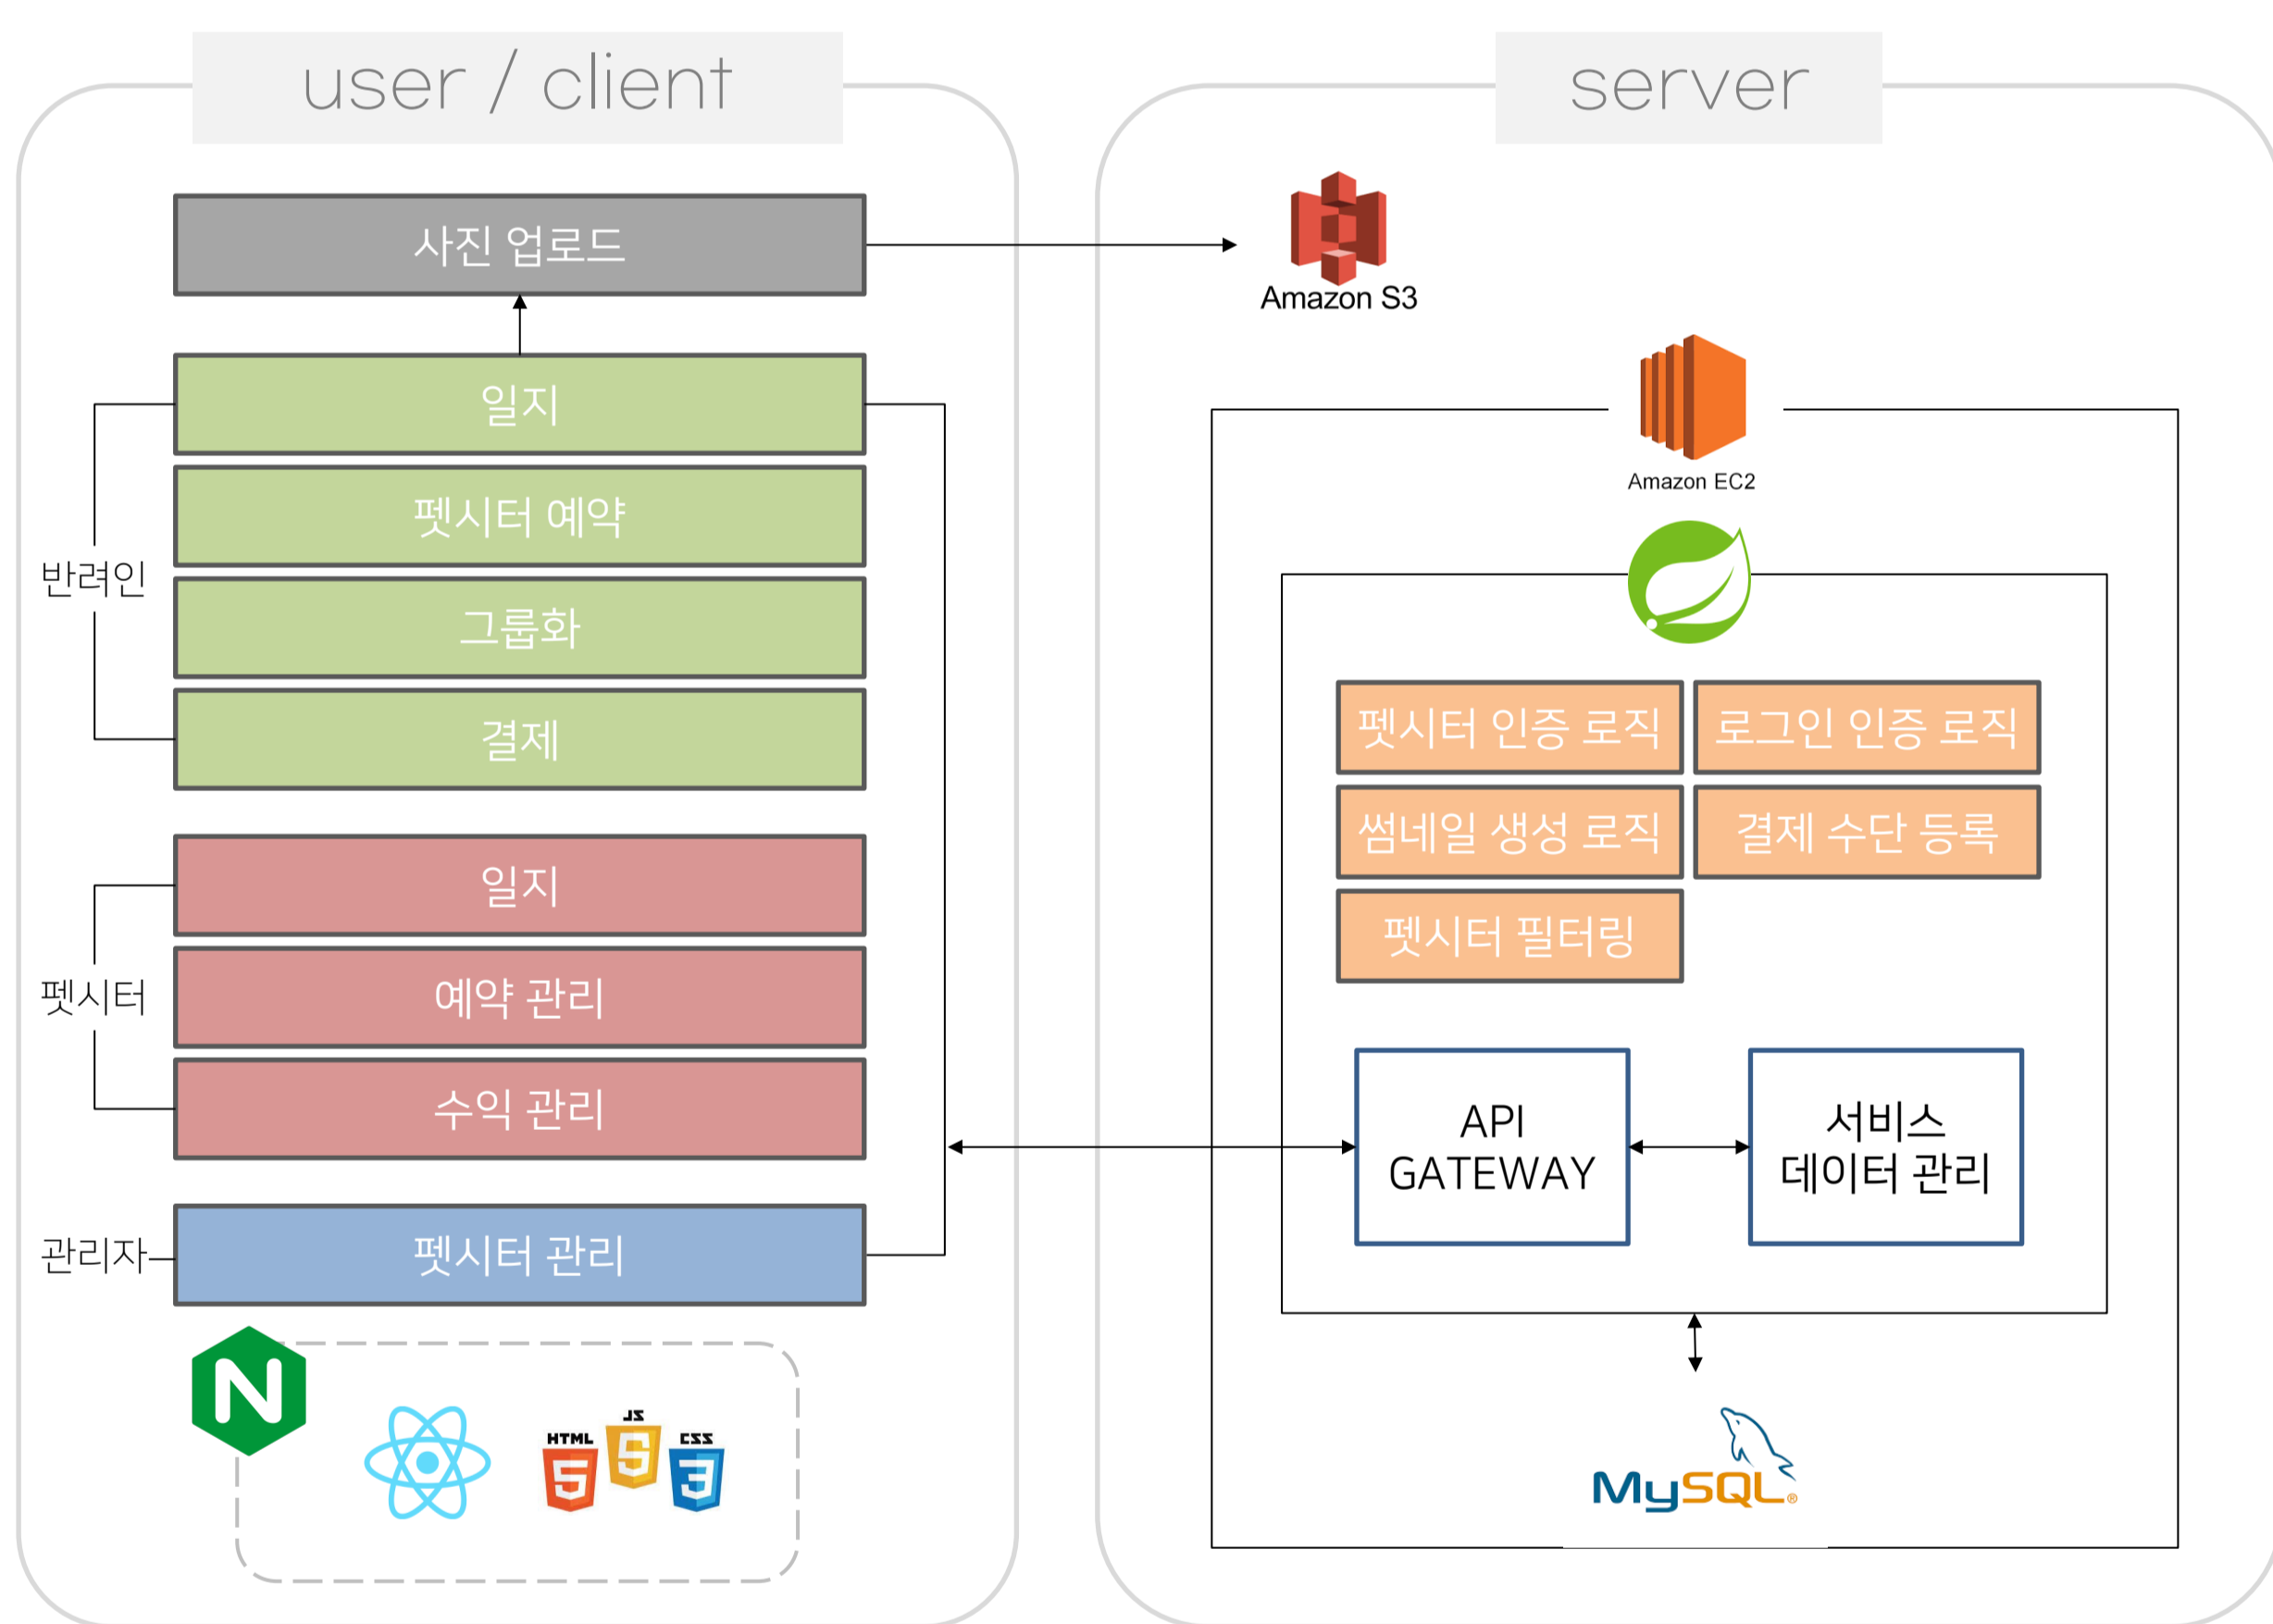 user / client
사진 업로드
반려인
일지
펫시터 예약
그룹화
결제
펫시터
일지
예약 관리
수익 관리
관리자
펫시터 관리
N
HTML
5
JS
CSS
3
server
Amazon S3
Amazon EC2
펫시터 인증 로직
로그인 인증 로직
썸네일 생성 로직
결제 수단 등록
펫시터 필터링
API
GATEWAY
서비스
데이터 관리
MySQL®